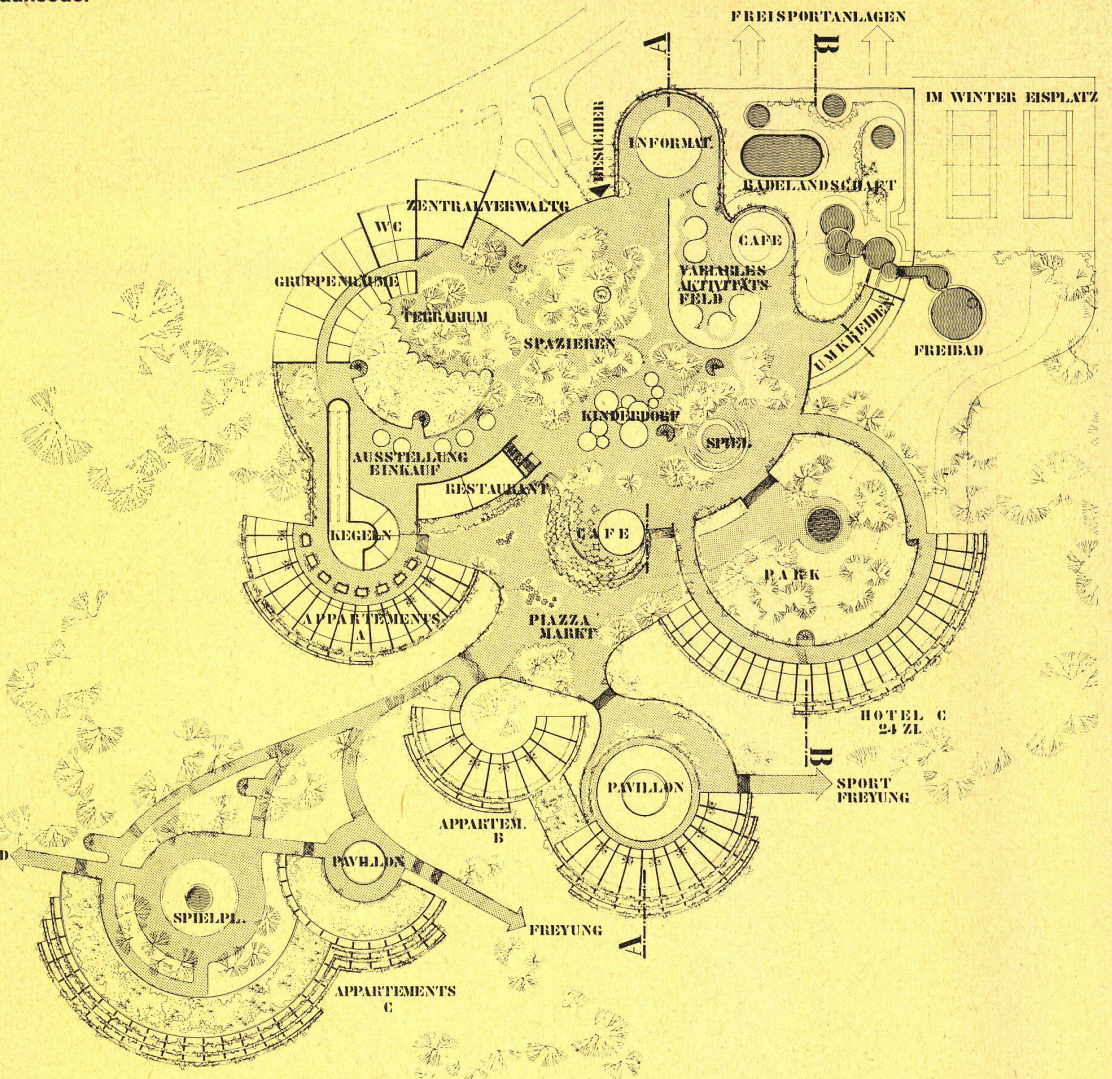 FREISPORTANLAGEN
A
B
IM WINTER EISPLATZ
BESUCHER
INFORMAT.
BADELANDSCHAFT
ZENTRALVERWALTG
WC
CAFE
GRUPPENRÄUME
VARIABLES
AKTIVITÄTS-
FELD
TERRARIUM
SPAZIEREN
UMKLEIDEN
FREIBAD
KINDERDORF
SPIEL
AUSSTELLUNG
EINKAUF
RESTAURANT
KEGELN
CAFE
PARK
APPARTEMENTS
A
PIAZZA
MARKT
HOTEL C
24 ZI.
B
PAVILLON
SPORT
FREYUNG
APPARTEM.
B
D
PAVILLON
SPIELPL.
FREYUNG
A
APPARTEMENTS
C